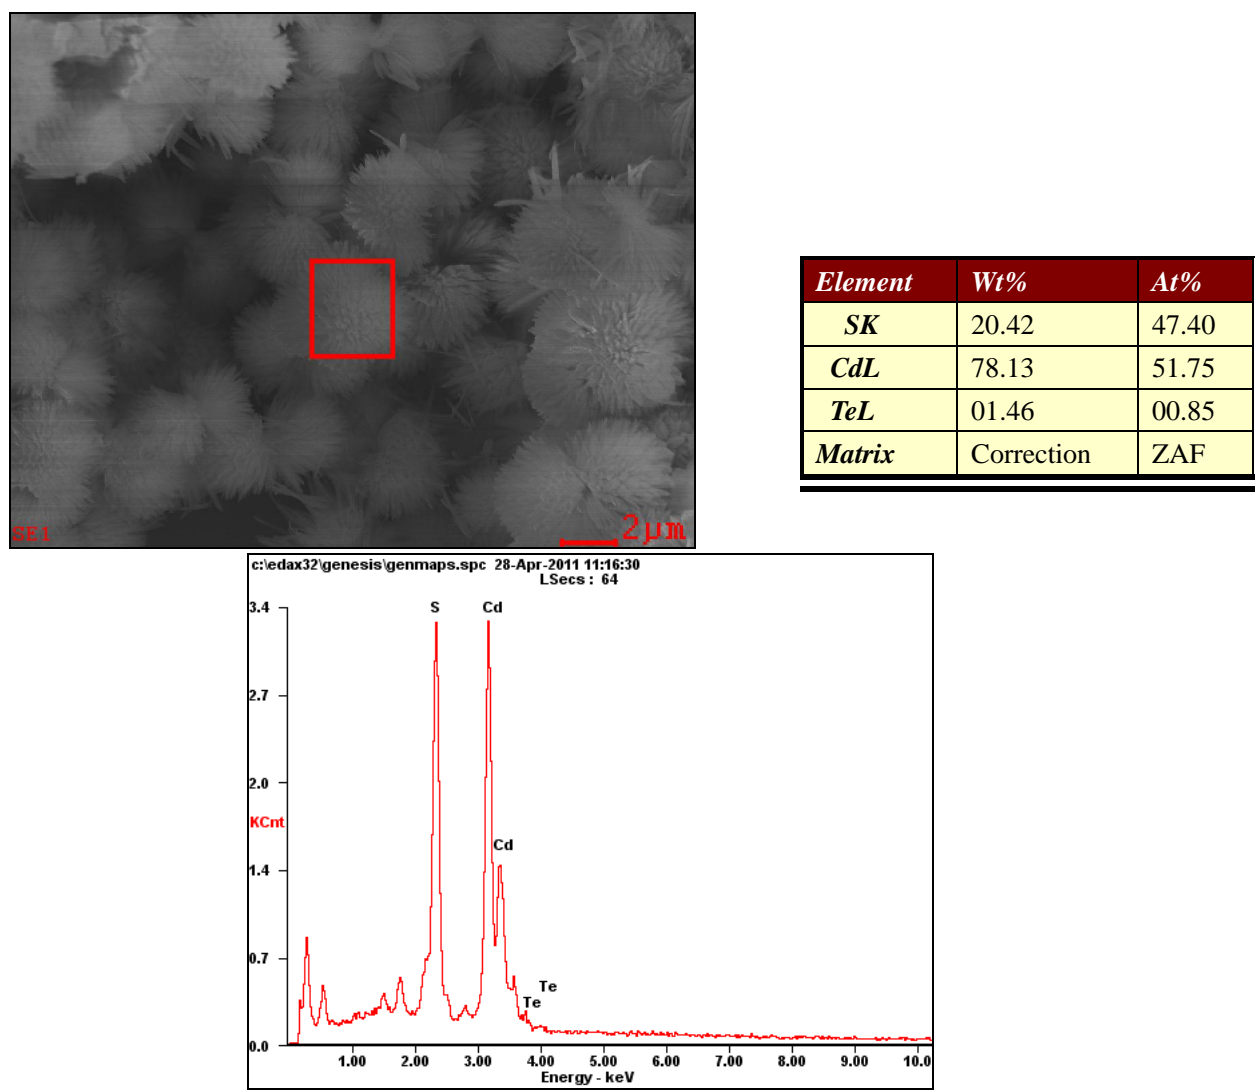 SE1
2µm
Element Wt% At%
SK 20.42 47.40
CdL 78.13 51.75
TeL 01.46 00.85
Matrix Correction ZAF
c:\edax32\genesis\genmaps.spc 28-Apr-2011 11:16:30
LSecs : 64
3.4
S
Cd
2.7
2.0
KCnt
Cd
1.4
0.7
Te
Te
0.0
1.00 2.00 3.00 4.00 5.00 6.00 7.00 8.00 9.00 10.0
Energy - keV